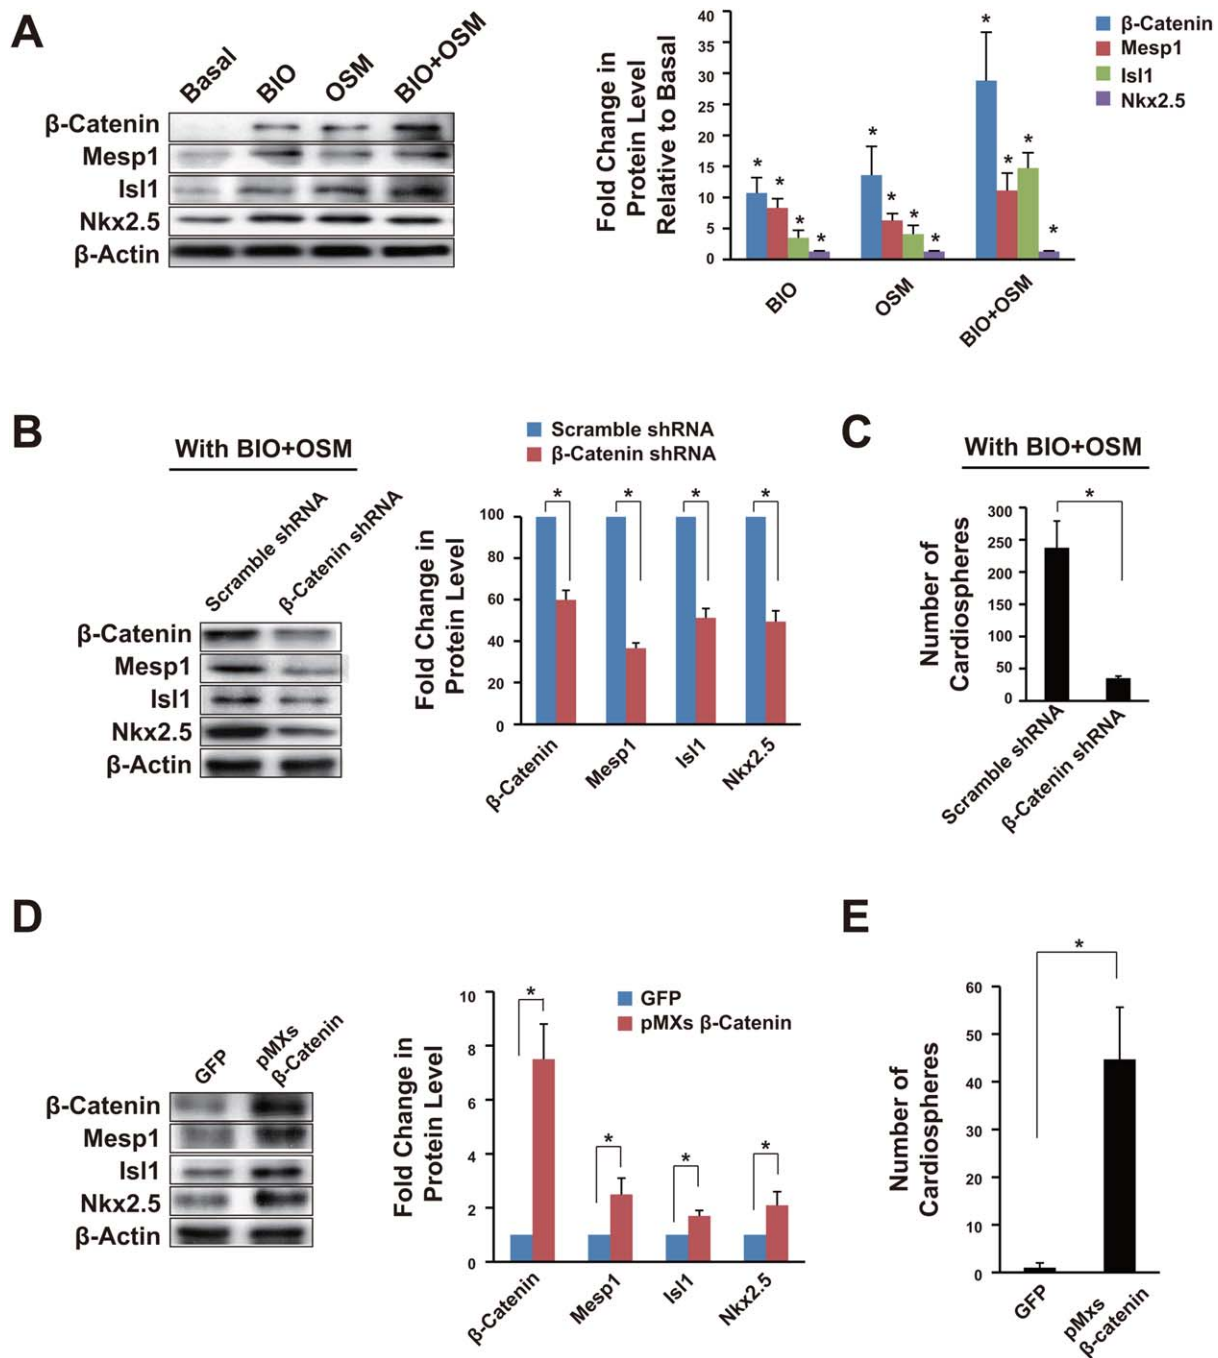 A
Basal
BIO
OSM
BIO+OSM
β-Catenin
Mesp1
Isl1
Nkx2.5
β-Actin
Fold Change in
Protein Level
Relative to Basal
40
35
30
25
20
15
10
5
0
*
*
*
*
*
*
*
*
*
*
*
*
BIO
OSM
BIO+OSM
β-Catenin
Mesp1
Isl1
Nkx2.5
B
With BIO+OSM
Scramble shRNA
β-Catenin shRNA
β-Catenin
Mesp1
Isl1
Nkx2.5
β-Actin
Scramble shRNA
β-Catenin shRNA
Fold Change in
Protein Level
100
80
60
40
20
0
*
*
*
*
β-Catenin
Mesp1
Isl1
Nkx2.5
C
With BIO+OSM
Number of
Cardiospheres
300
250
200
150
100
50
0
*
Scramble shRNA
β-Catenin shRNA
D
GFP
pMXs
β-Catenin
β-Catenin
Mesp1
Isl1
Nkx2.5
β-Actin
Fold Change in
Protein Level
10
8
6
4
2
0
*
*
*
*
GFP
pMXs β-Catenin
β-Catenin
Mesp1
Isl1
Nkx2.5
E
Number of
Cardiospheres
60
50
40
30
20
10
0
*
GFP
pMxs
β-catenin